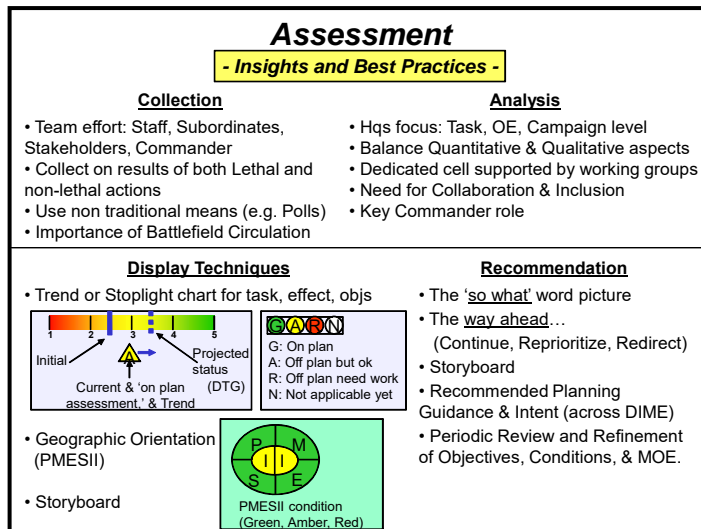 Assessment
- Insights and Best Practices -
Collection
• Team effort: Staff, Subordinates,
Stakeholders, Commander
• Collect on results of both Lethal and
non-lethal actions
• Use non traditional means (e.g. Polls)
• Importance of Battlefield Circulation
Analysis
• Hqs focus: Task, OE, Campaign level
• Balance Quantitative & Qualitative aspects
• Dedicated cell supported by working groups
• Need for Collaboration & Inclusion
• Key Commander role
Display Techniques
• Trend or Stoplight chart for task, effect, objs
1 2 3 4 5
Initial
A
Projected
status
(DTG)
Current & 'on plan
assessment,' & Trend
G A R N
G: On plan
A: Off plan but ok
R: Off plan need work
N: Not applicable yet
• Geographic Orientation
(PMESII)
P M
I I
S E
PMESII condition
(Green, Amber, Red)
• Storyboard
Recommendation
• The 'so what' word picture
• The way ahead…
(Continue, Reprioritize, Redirect)
• Storyboard
• Recommended Planning
Guidance & Intent (across DIME)
• Periodic Review and Refinement
of Objectives, Conditions, & MOE.